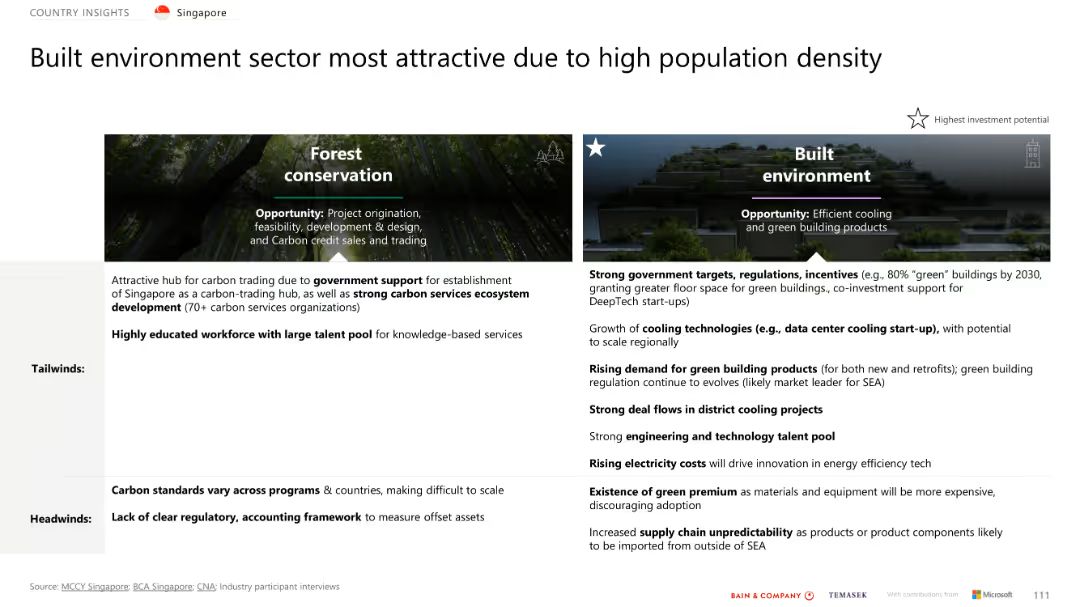 COUNTRY INSIGHTS
Singapore
Built environment sector most attractive due to high population density
Highest investment potential
Forest
conservation
Opportunity: Project origination,
feasibility, development & design,
and Carbon credit sales and trading
Built
environment
Opportunity: Efficient cooling
and green building products
Tailwinds:
Attractive hub for carbon trading due to government support for establishment
of Singapore as a carbon-trading hub, as well as strong carbon services ecosystem
development (70+ carbon services organizations)
Highly educated workforce with large talent pool for knowledge-based services
Strong government targets, regulations, incentives (e.g., 80% “green” buildings by 2030,
granting greater floor space for green buildings., co-investment support for
DeepTech start-ups)
Growth of cooling technologies (e.g., data center cooling start-up), with potential
to scale regionally
Rising demand for green building products (for both new and retrofits); green building
regulation continue to evolves (likely market leader for SEA)
Strong deal flows in district cooling projects
Strong engineering and technology talent pool
Rising electricity costs will drive innovation in energy efficiency tech
Headwinds:
Carbon standards vary across programs & countries, making difficult to scale
Lack of clear regulatory, accounting framework to measure offset assets
Existence of green premium as materials and equipment will be more expensive,
discouraging adoption
Increased supply chain unpredictability as products or product components likely
to be imported from outside of SEA
Source: MCCY Singapore; BCA Singapore; CNA; Industry participant interviews
BAIN & COMPANY
TEMASEK
With contributions from
Microsoft
111